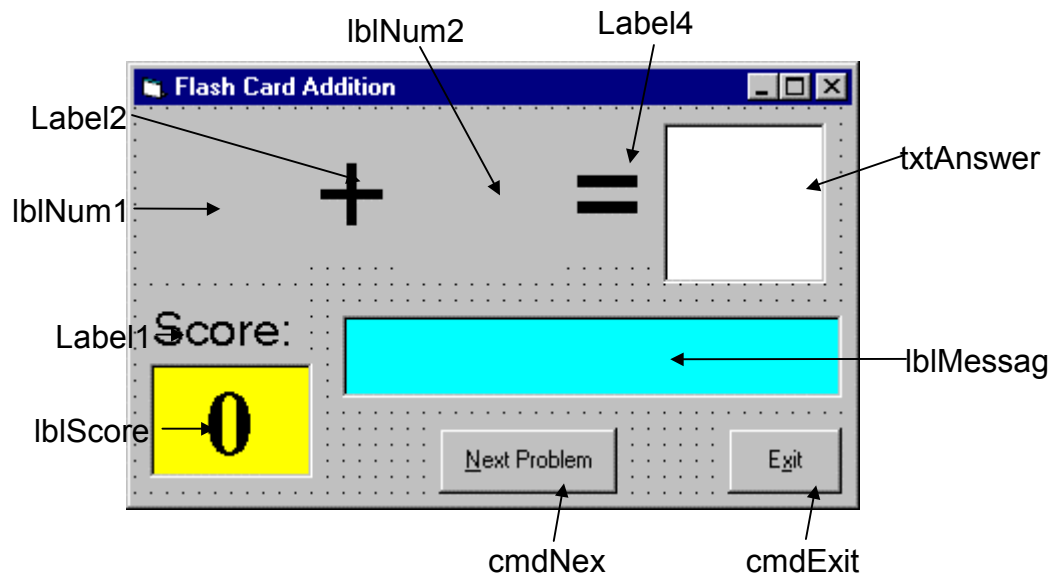 lblNum2
Label4
Flash Card Addition
Label2
+
=
txtAnswer
lblNum1
Score:
Label1
lblMessag
0
lblScore
Next Problem
Exit
cmdNex
cmdExit